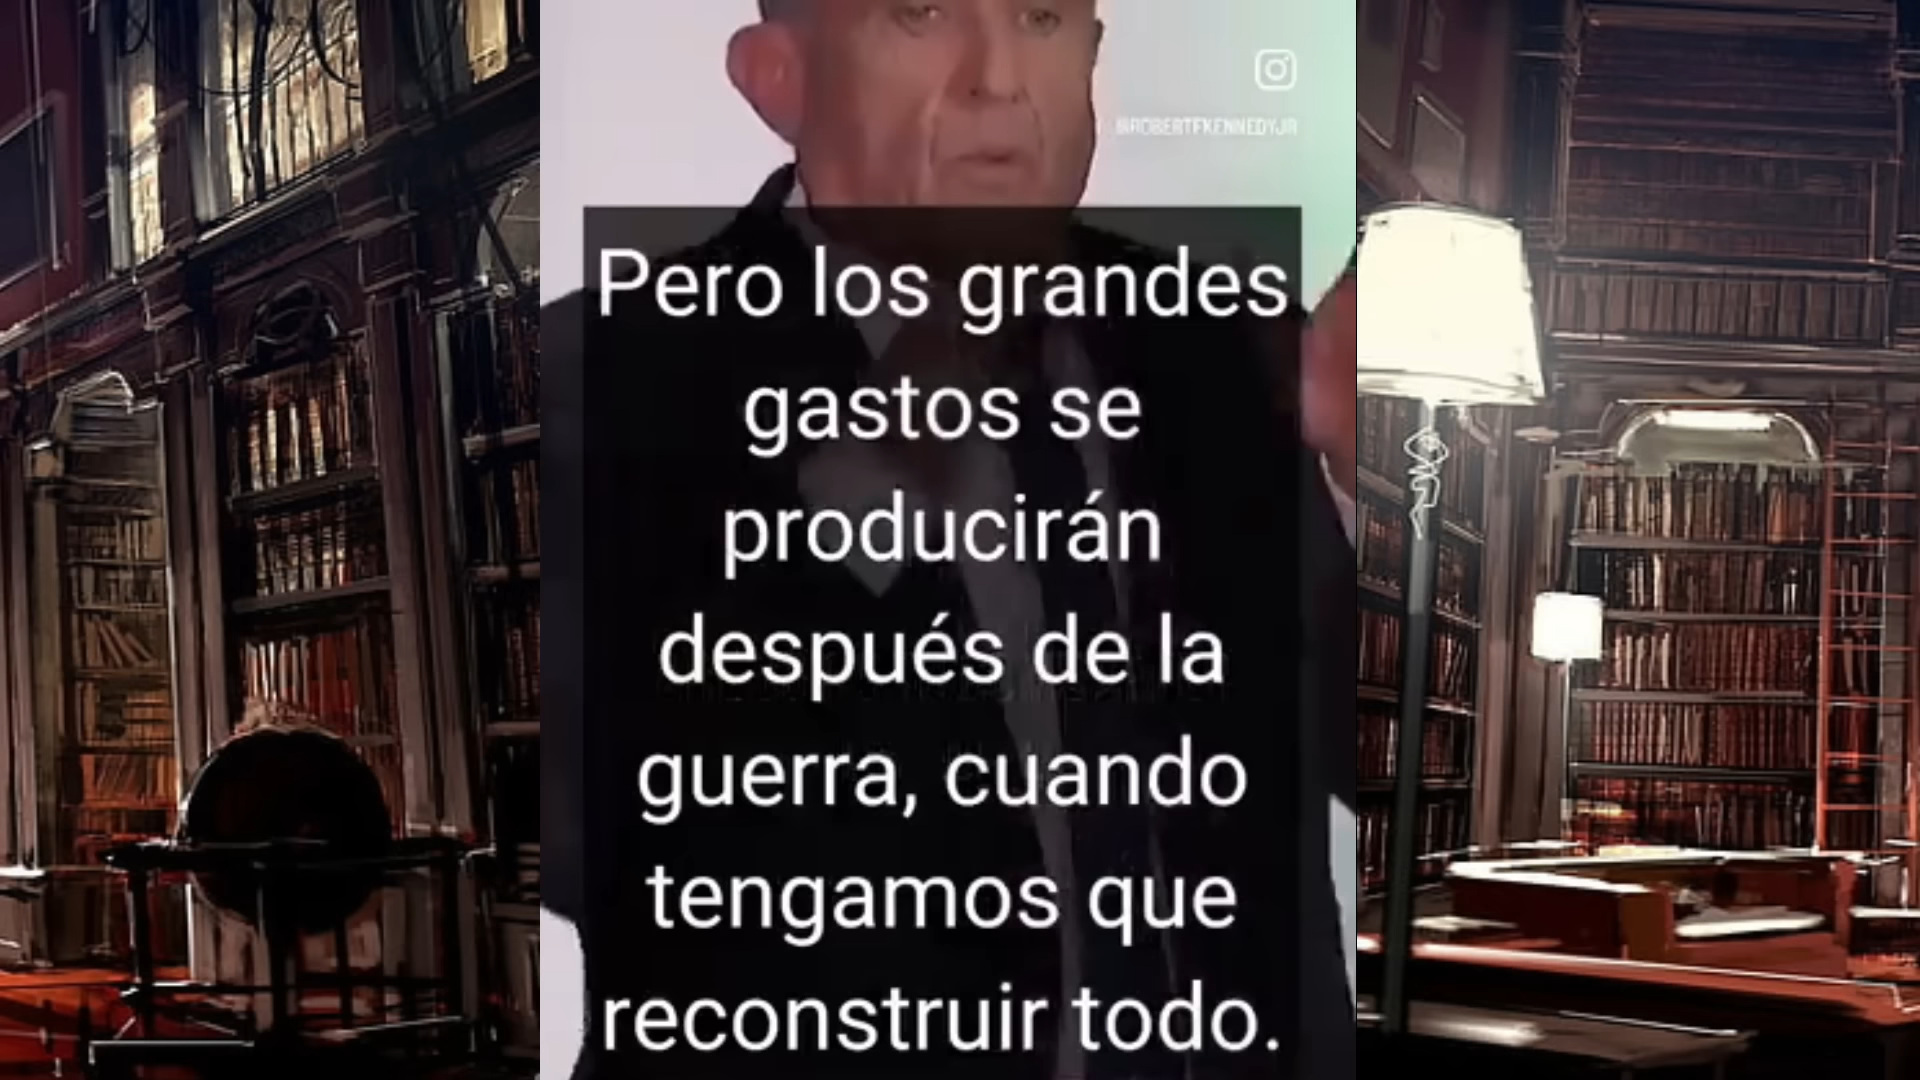 @ROBERTFKENNEDYJR
Pero los grandes
gastos se
producirán
después de la
guerra, cuando
tengamos que
reconstruir todo.